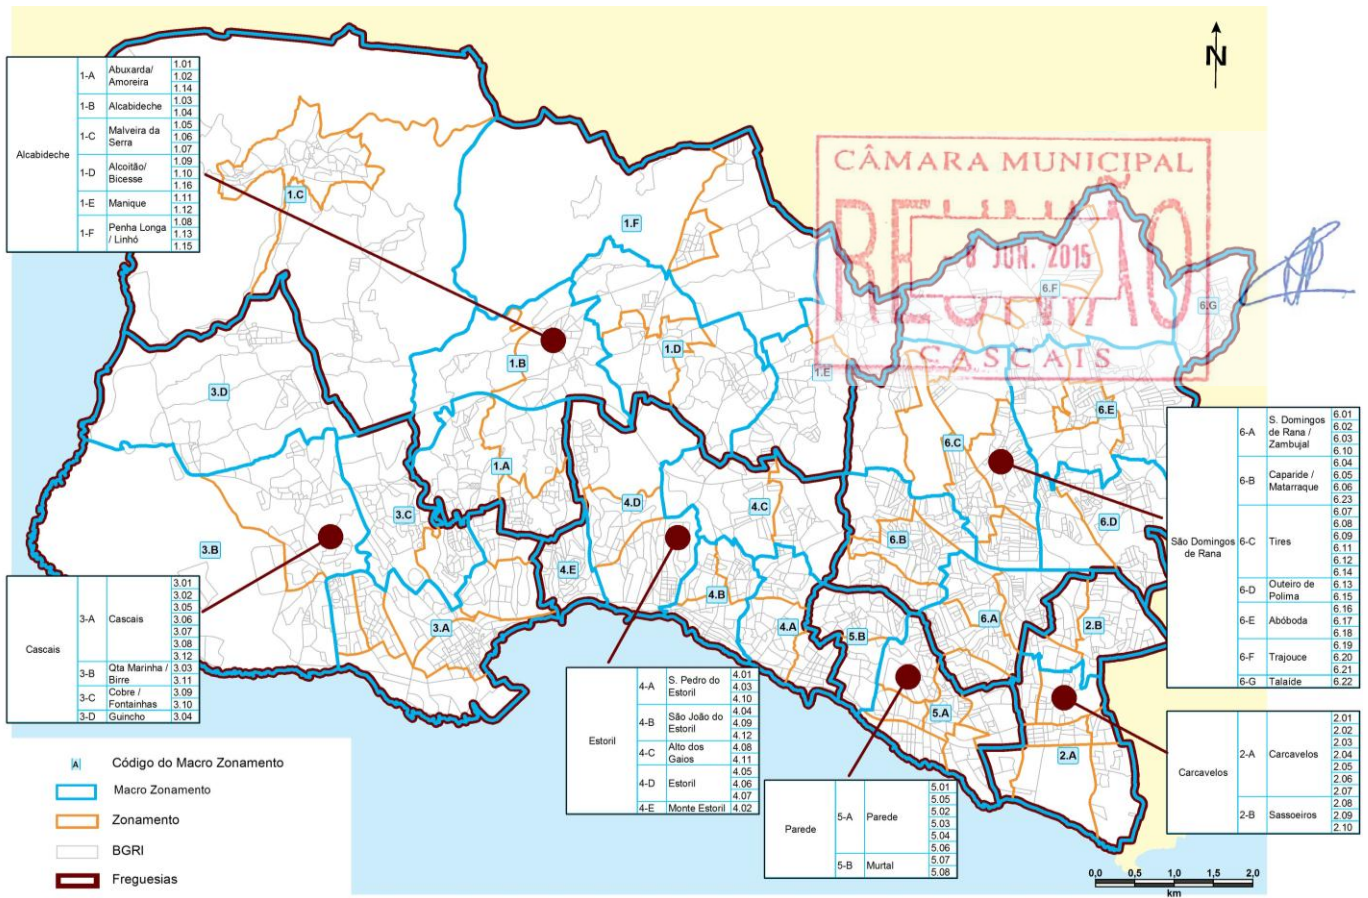 N
CÂMARA MUNICIPAL
REUNIÃO
8 JUN. 2015
CASCAIS
Alcabideche
1-A Abuxarda/ Amoreira 1.01 1.02 1.14
1-B Alcabideche 1.03 1.04
1-C Malveira da Serra 1.05 1.06 1.07
1-D Alcoitão/ Bicesse 1.09 1.10 1.16
1-E Manique 1.11 1.12
1-F Penha Longa / Linhó 1.08 1.13 1.15
1.C
1.F
6.F
6.G
1.B
1.D
1.E
3.D
6.E
6.C
1.A
4.D
4.C
3.C
6.D
3.B
6.B
4.E
4.B
3.A
4.A
5.B
6.A
2.B
5.A
2.A
São Domingos de Rana
6-A S. Domingos de Rana / Zambujal 6.01 6.02 6.03 6.10
6-B Caparide / Matarraque 6.04 6.05 6.06 6.23
6-C Tires 6.07 6.08 6.09 6.11 6.12 6.14
6-D Outeiro de Polima 6.13 6.15
6-E Abóboda 6.16 6.17 6.18
6-F Trajouce 6.19 6.20 6.21
6-G Talaíde 6.22
Cascais
3-A Cascais 3.01 3.02 3.05 3.06 3.07 3.08 3.12
3-B Qta Marinha / Birre 3.03 3.11
3-C Cobre / Fontainhas 3.09 3.10
3-D Guincho 3.04
Estoril
4-A S. Pedro do Estoril 4.01 4.03 4.10
4-B São João do Estoril 4.04 4.09 4.12
4-C Alto dos Gaios 4.08 4.11
4-D Estoril 4.05 4.06 4.07
4-E Monte Estoril 4.02
Parede
5-A Parede 5.01 5.05 5.02 5.03 5.04 5.06
5-B Murtal 5.07 5.08
Carcavelos
2-A Carcavelos 2.01 2.02 2.03 2.04 2.05 2.06 2.07
2-B Sassoeiros 2.08 2.09 2.10
A Código do Macro Zonamento
Macro Zonamento
Zonamento
BGRI
Freguesias
0,0 0,5 1,0 1,5 2,0
km